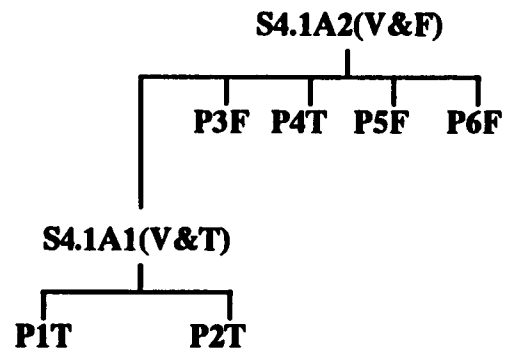 S4.1A2(V&F)
P3F P4T P5F P6F
S4.1A1(V&T)
P1T P2T